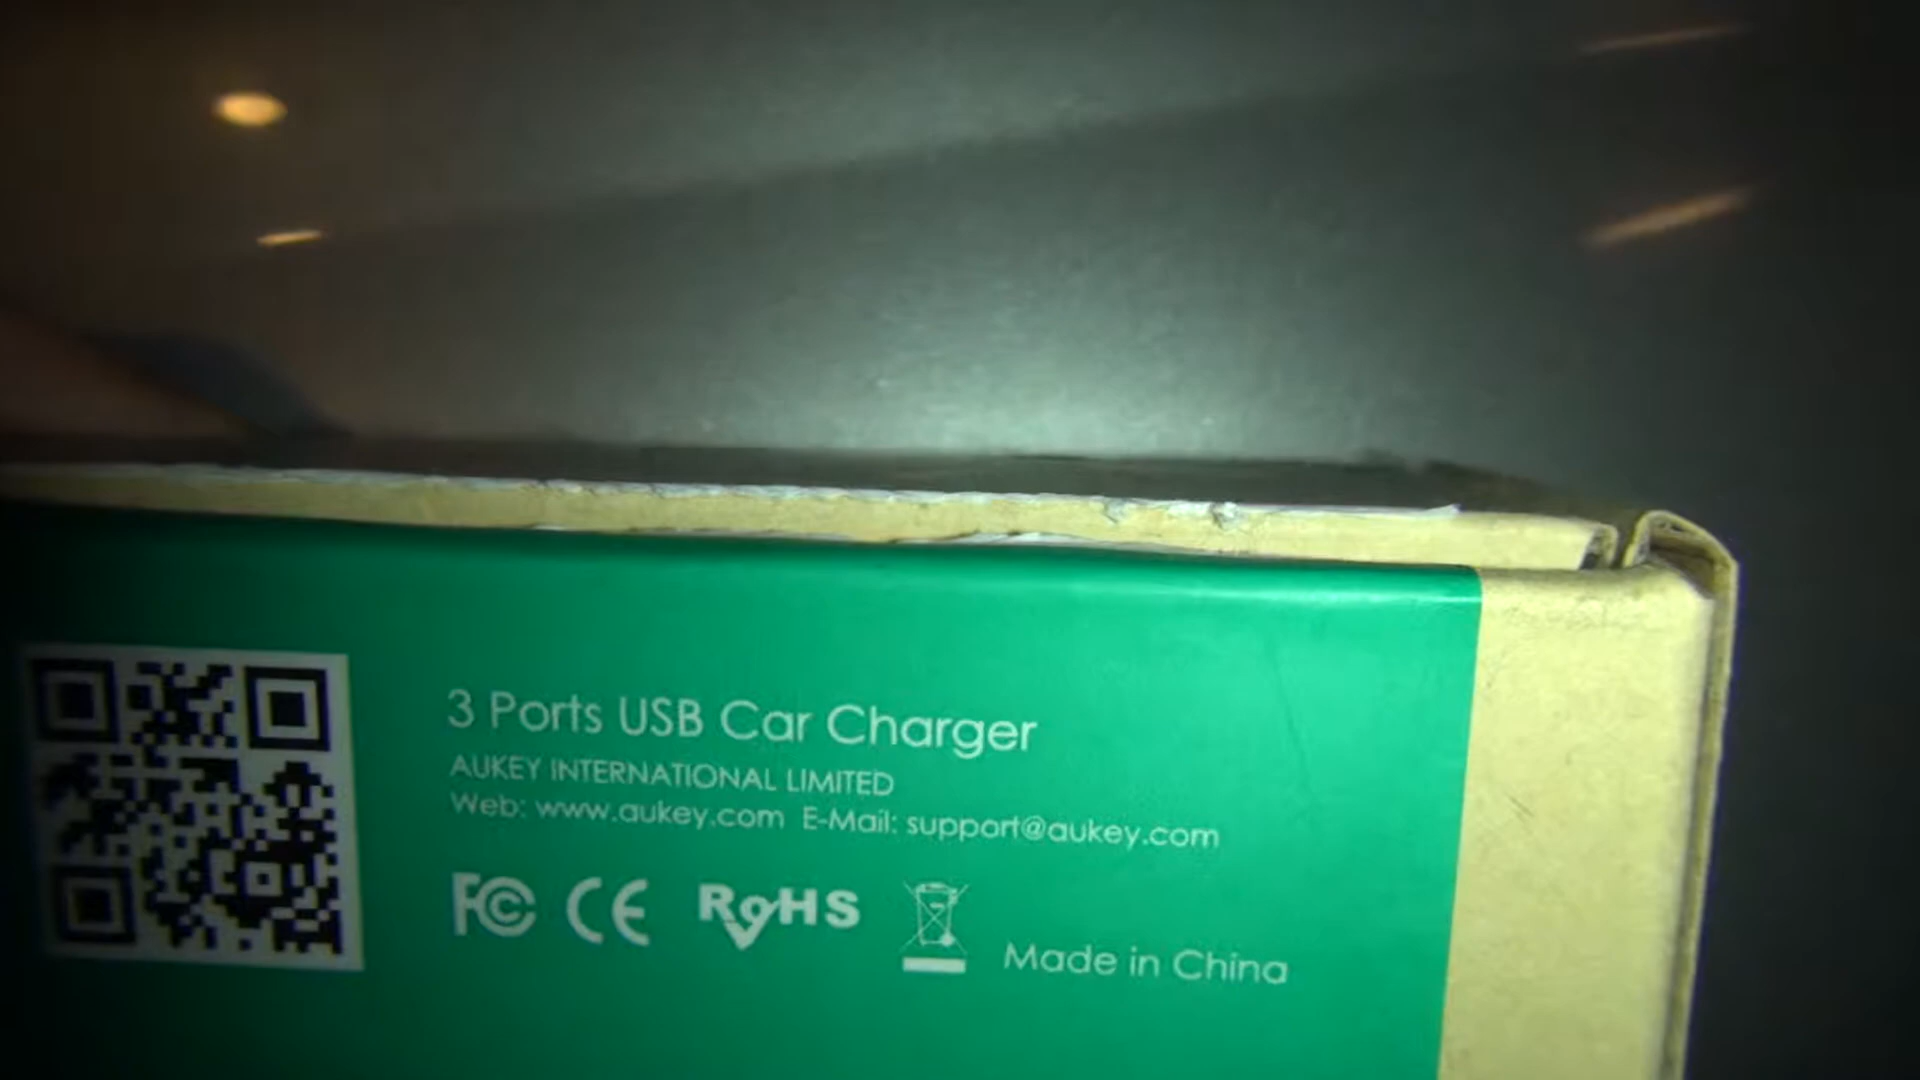 3 Ports USB Car Charger
AUKEY INTERNATIONAL LIMITED
Web: www.aukey.com E-Mail: support@aukey.com
FC CE RoHS
Made in China